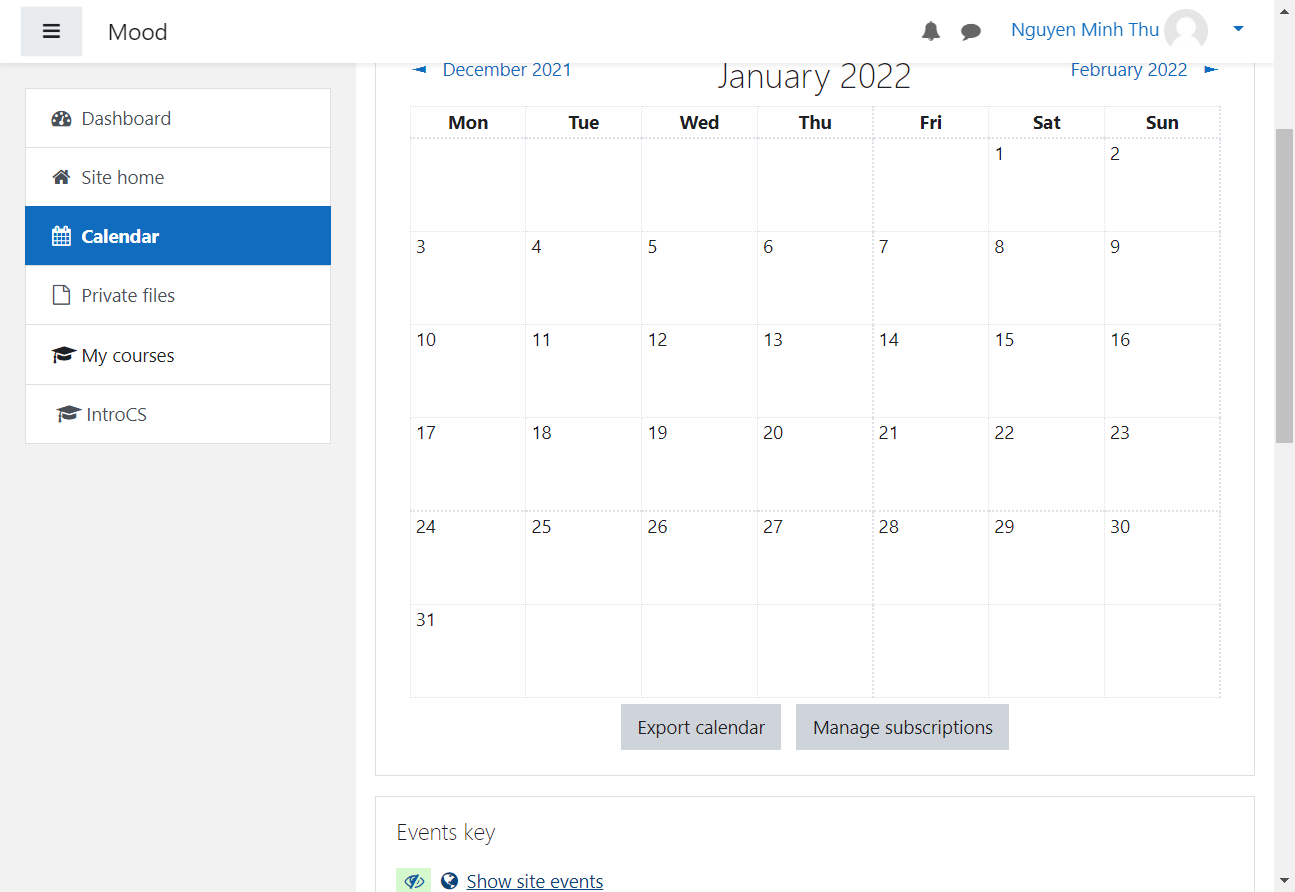 Mood
Nguyen Minh Thu
Dashboard
Site home
Calendar
Private files
My courses
IntroCS
◄ December 2021
January 2022
February 2022 ►
Mon Tue Wed Thu Fri Sat Sun
1 2
3 4 5 6 7 8 9
10 11 12 13 14 15 16
17 18 19 20 21 22 23
24 25 26 27 28 29 30
31
Export calendar Manage subscriptions
Events key
Show site events